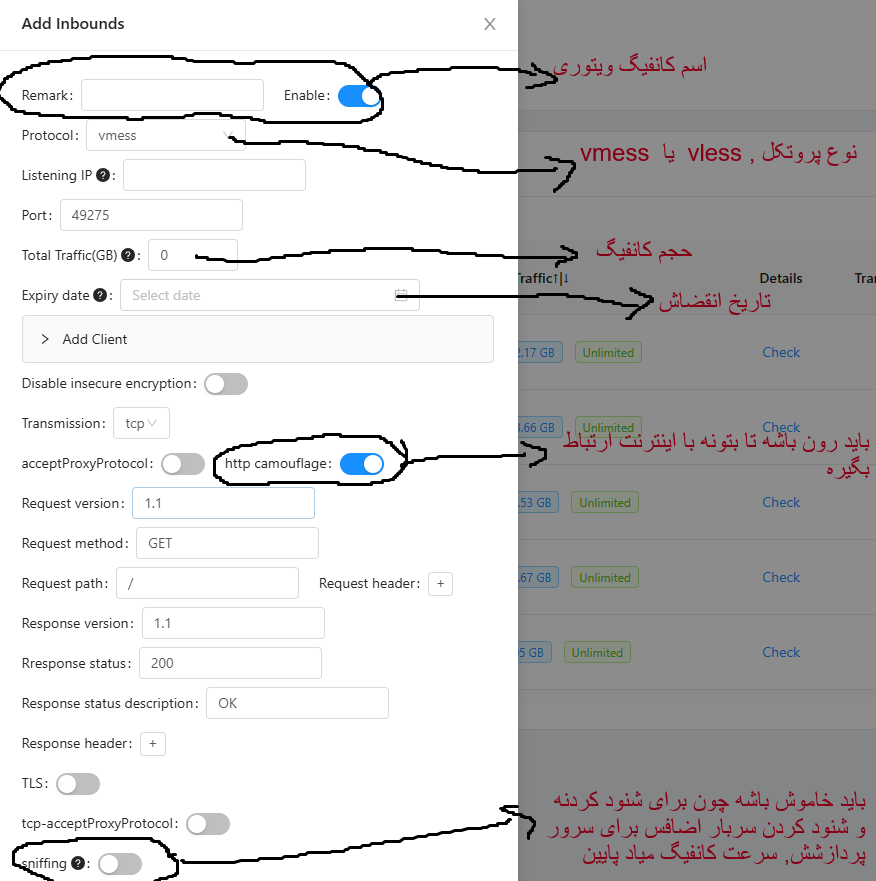 Add Inbounds
Remark:
Enable:
اسم کانفیگ ویتوری
Protocol: vmess
نوع پروتکل , vless یا vmess
Listening IP ? :
Port: 49275
Total Traffic(GB) ? : 0
حجم کانفیگ
Traffic↑|↓
Details
Tran
Expiry date ? : Select date
تاریخ انقضاش
> Add Client
2.17 GB
Unlimited
Check
Disable insecure encryption:
Transmission: tcp
.66 GB
Unlimited
Check
باید رون باشه تا بتونه با اینترنت ارتباط
بگیره
acceptProxyProtocol:
http camouflage:
Request version: 1.1
.53 GB
Unlimited
Check
Request method: GET
Request path: /
Request header: +
.67 GB
Unlimited
Check
Response version: 1.1
Rresponse status: 200
05 GB
Unlimited
Check
Response status description: OK
Response header: +
TLS:
tcp-acceptProxyProtocol:
sniffing ? :
باید خاموش باشه چون برای شنود کردنه
و شنود کردن سربار اضافس برای سرور
پردازشش, سرعت کانفیگ میاد پایین